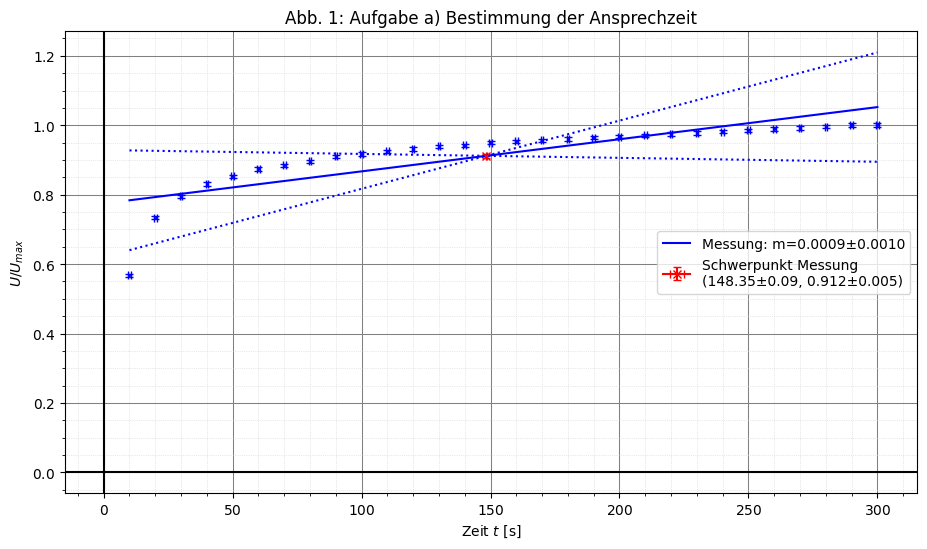 Abb. 1: Aufgabe a) Bestimmung der Ansprechzeit
1.2
1.0
0.8
0.6
0.4
0.2
0.0
U/U_max
Messung: m=0.0009±0.0010
Schwerpunkt Messung
(148.35±0.09, 0.912±0.005)
0 50 100 150 200 250 300
Zeit t [s]